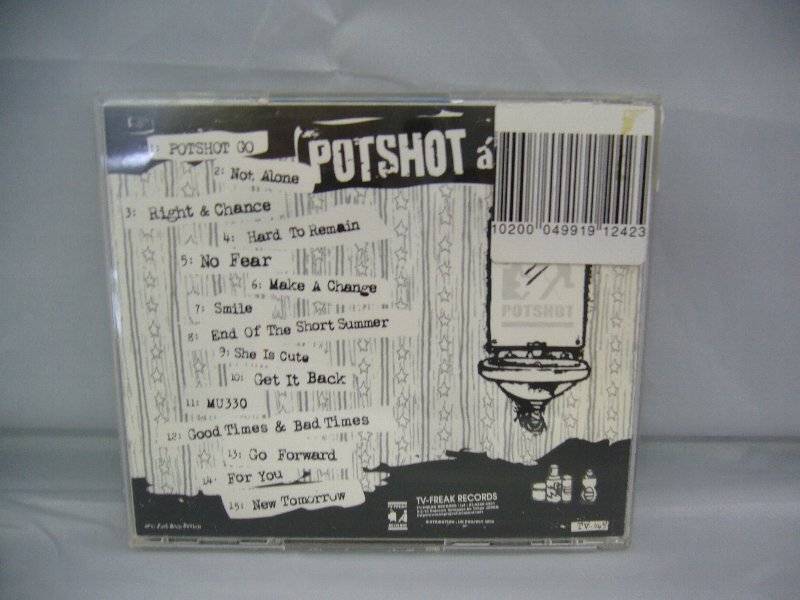 1: POTSHOT GO
2: Not Alone
3: Right & Chance
4: Hard To Remain
5: No Fear
6: Make A Change
7: Smile
8: End Of The Short Summer
9: She Is Cute
10: Get It Back
11: MU330
12: Good Times & Bad Times
13: Go Forward
14: For You
15: New Tomorrow
POTSHOT a
10200 049919 12423
POTSHOT
TV-FREAK RECORDS